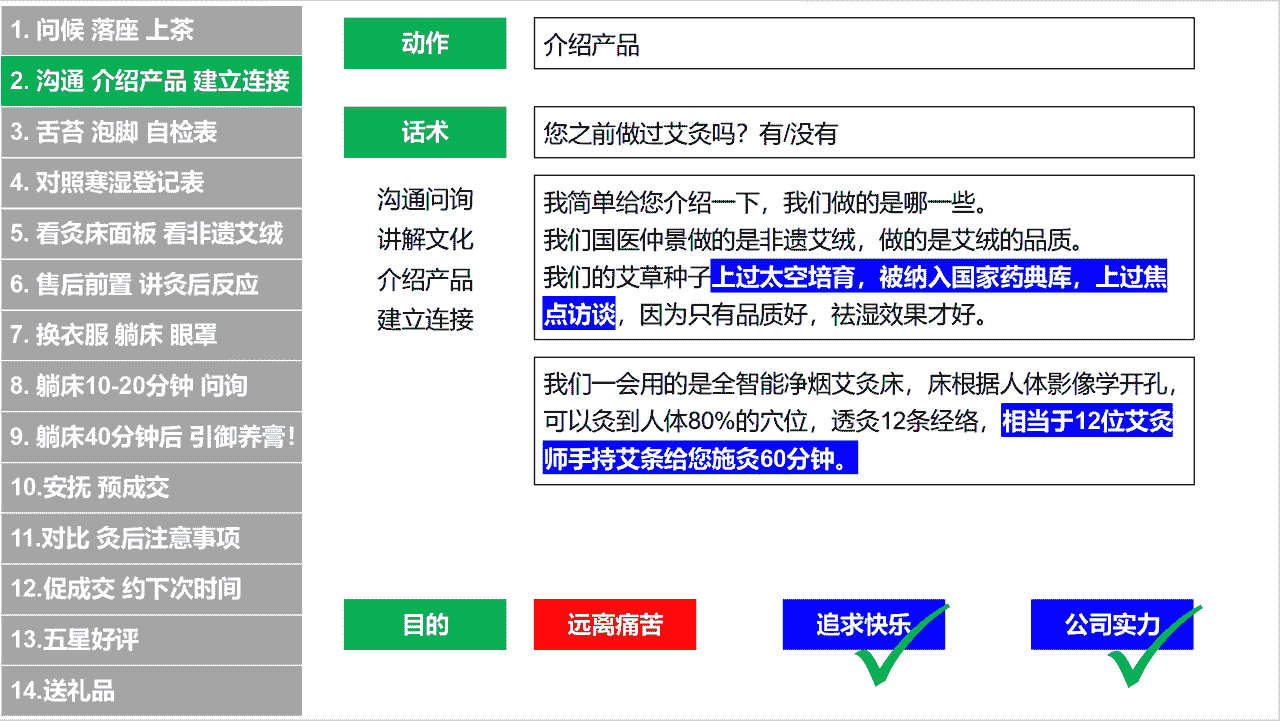 1. 问候 落座 上茶
2. 沟通 介绍产品 建立连接
3. 舌苔 泡脚 自检表
4. 对照寒湿登记表
5. 看灸床面板 看非遗艾绒
6. 售后前置 讲灸后反应
7. 换衣服 躺床 眼罩
8. 躺床10-20分钟 问询
9. 躺床40分钟后 引御养膏!
10.安抚 预成交
11.对比 灸后注意事项
12.促成交 约下次时间
13.五星好评
14.送礼品
动作
介绍产品
话术
您之前做过艾灸吗？有/没有
沟通问询
讲解文化
介绍产品
建立连接
我简单给您介绍一下，我们做的是哪一些。
我们国医仲景做的是非遗艾绒，做的是艾绒的品质。
我们的艾草种子上过太空培育，被纳入国家药典库，上过焦
点访谈，因为只有品质好，祛湿效果才好。
我们一会用的是全智能净烟艾灸床，床根据人体影像学开孔，
可以灸到人体80%的穴位，透灸12条经络，相当于12位艾灸
师手持艾条给您施灸60分钟。
目的
远离痛苦
追求快乐
公司实力